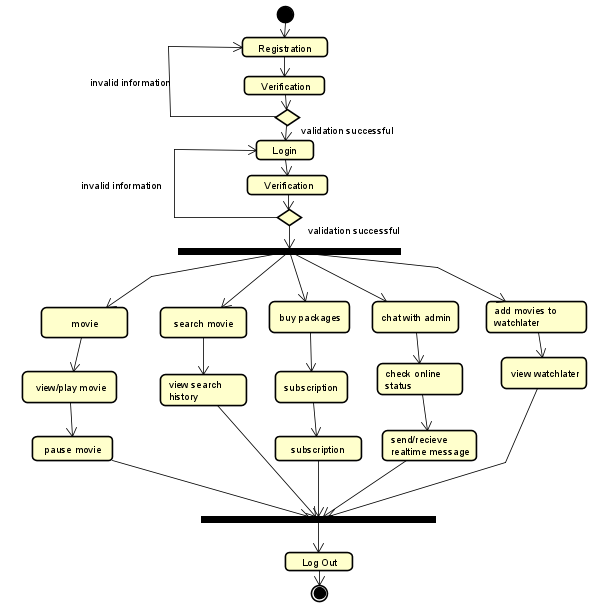 Registration
invalid information
Verification
validation successful
Login
invalid information
Verification
validation successful
movie
search movie
buy packages
chat with admin
add movies to
watchlater
view/play movie
view search
history
subscription
check online
status
view watchlater
pause movie
subscription
send/recieve
realtime message
Log Out